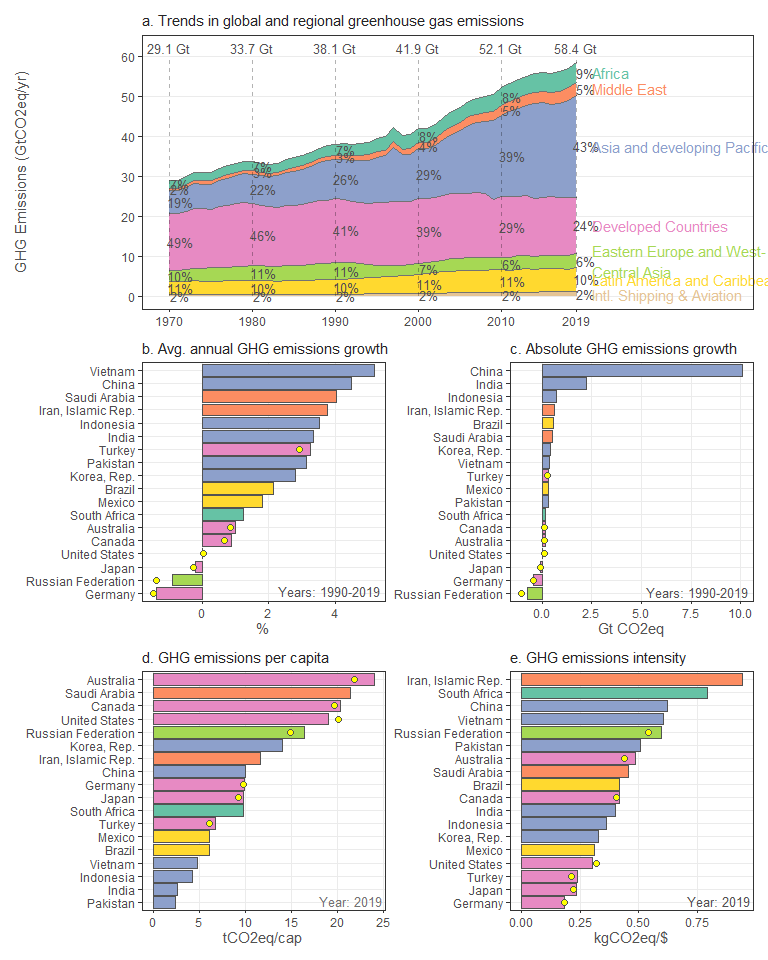 a. Trends in global and regional greenhouse gas emissions
GHG Emissions (GtCO2eq/yr)
60
50
40
30
20
10
0
29.1 Gt 33.7 Gt 38.1 Gt 41.9 Gt 52.1 Gt 58.4 Gt
7% 7% 8% 8% 9% Africa
2% 3% 3% 4% 5% 5% Middle East
19% 22% 26% 29% 39% 43% Asia and developing Pacific
49% 46% 41% 39% 29% 24% Developed Countries
10% 11% 11% 7% 6% 6% Eastern Europe and West-
Central Asia
11% 10% 10% 11% 11% 10% Latin America and Caribbea
2% 2% 2% 2% 2% 2% Intl. Shipping & Aviation
1970 1980 1990 2000 2010 2019
b. Avg. annual GHG emissions growth
Vietnam
China
Saudi Arabia
Iran, Islamic Rep.
Indonesia
India
Turkey
Pakistan
Korea, Rep.
Brazil
Mexico
South Africa
Australia
Canada
United States
Japan
Russian Federation
Germany
Years: 1990-2019
0 2 4
%
c. Absolute GHG emissions growth
China
India
Indonesia
Iran, Islamic Rep.
Brazil
Saudi Arabia
Korea, Rep.
Vietnam
Turkey
Mexico
Pakistan
South Africa
Canada
Australia
United States
Japan
Germany
Russian Federation
Years: 1990-2019
0.0 2.5 5.0 7.5 10.0
Gt CO2eq
d. GHG emissions per capita
Australia
Saudi Arabia
Canada
United States
Russian Federation
Korea, Rep.
Iran, Islamic Rep.
China
Germany
Japan
South Africa
Turkey
Mexico
Brazil
Vietnam
Indonesia
India
Pakistan
Year: 2019
0 5 10 15 20 25
tCO2eq/cap
e. GHG emissions intensity
Iran, Islamic Rep.
South Africa
China
Vietnam
Russian Federation
Pakistan
Australia
Saudi Arabia
Brazil
Canada
India
Indonesia
Korea, Rep.
Mexico
United States
Turkey
Japan
Germany
Year: 2019
0.00 0.25 0.50 0.75
kgCO2eq/$